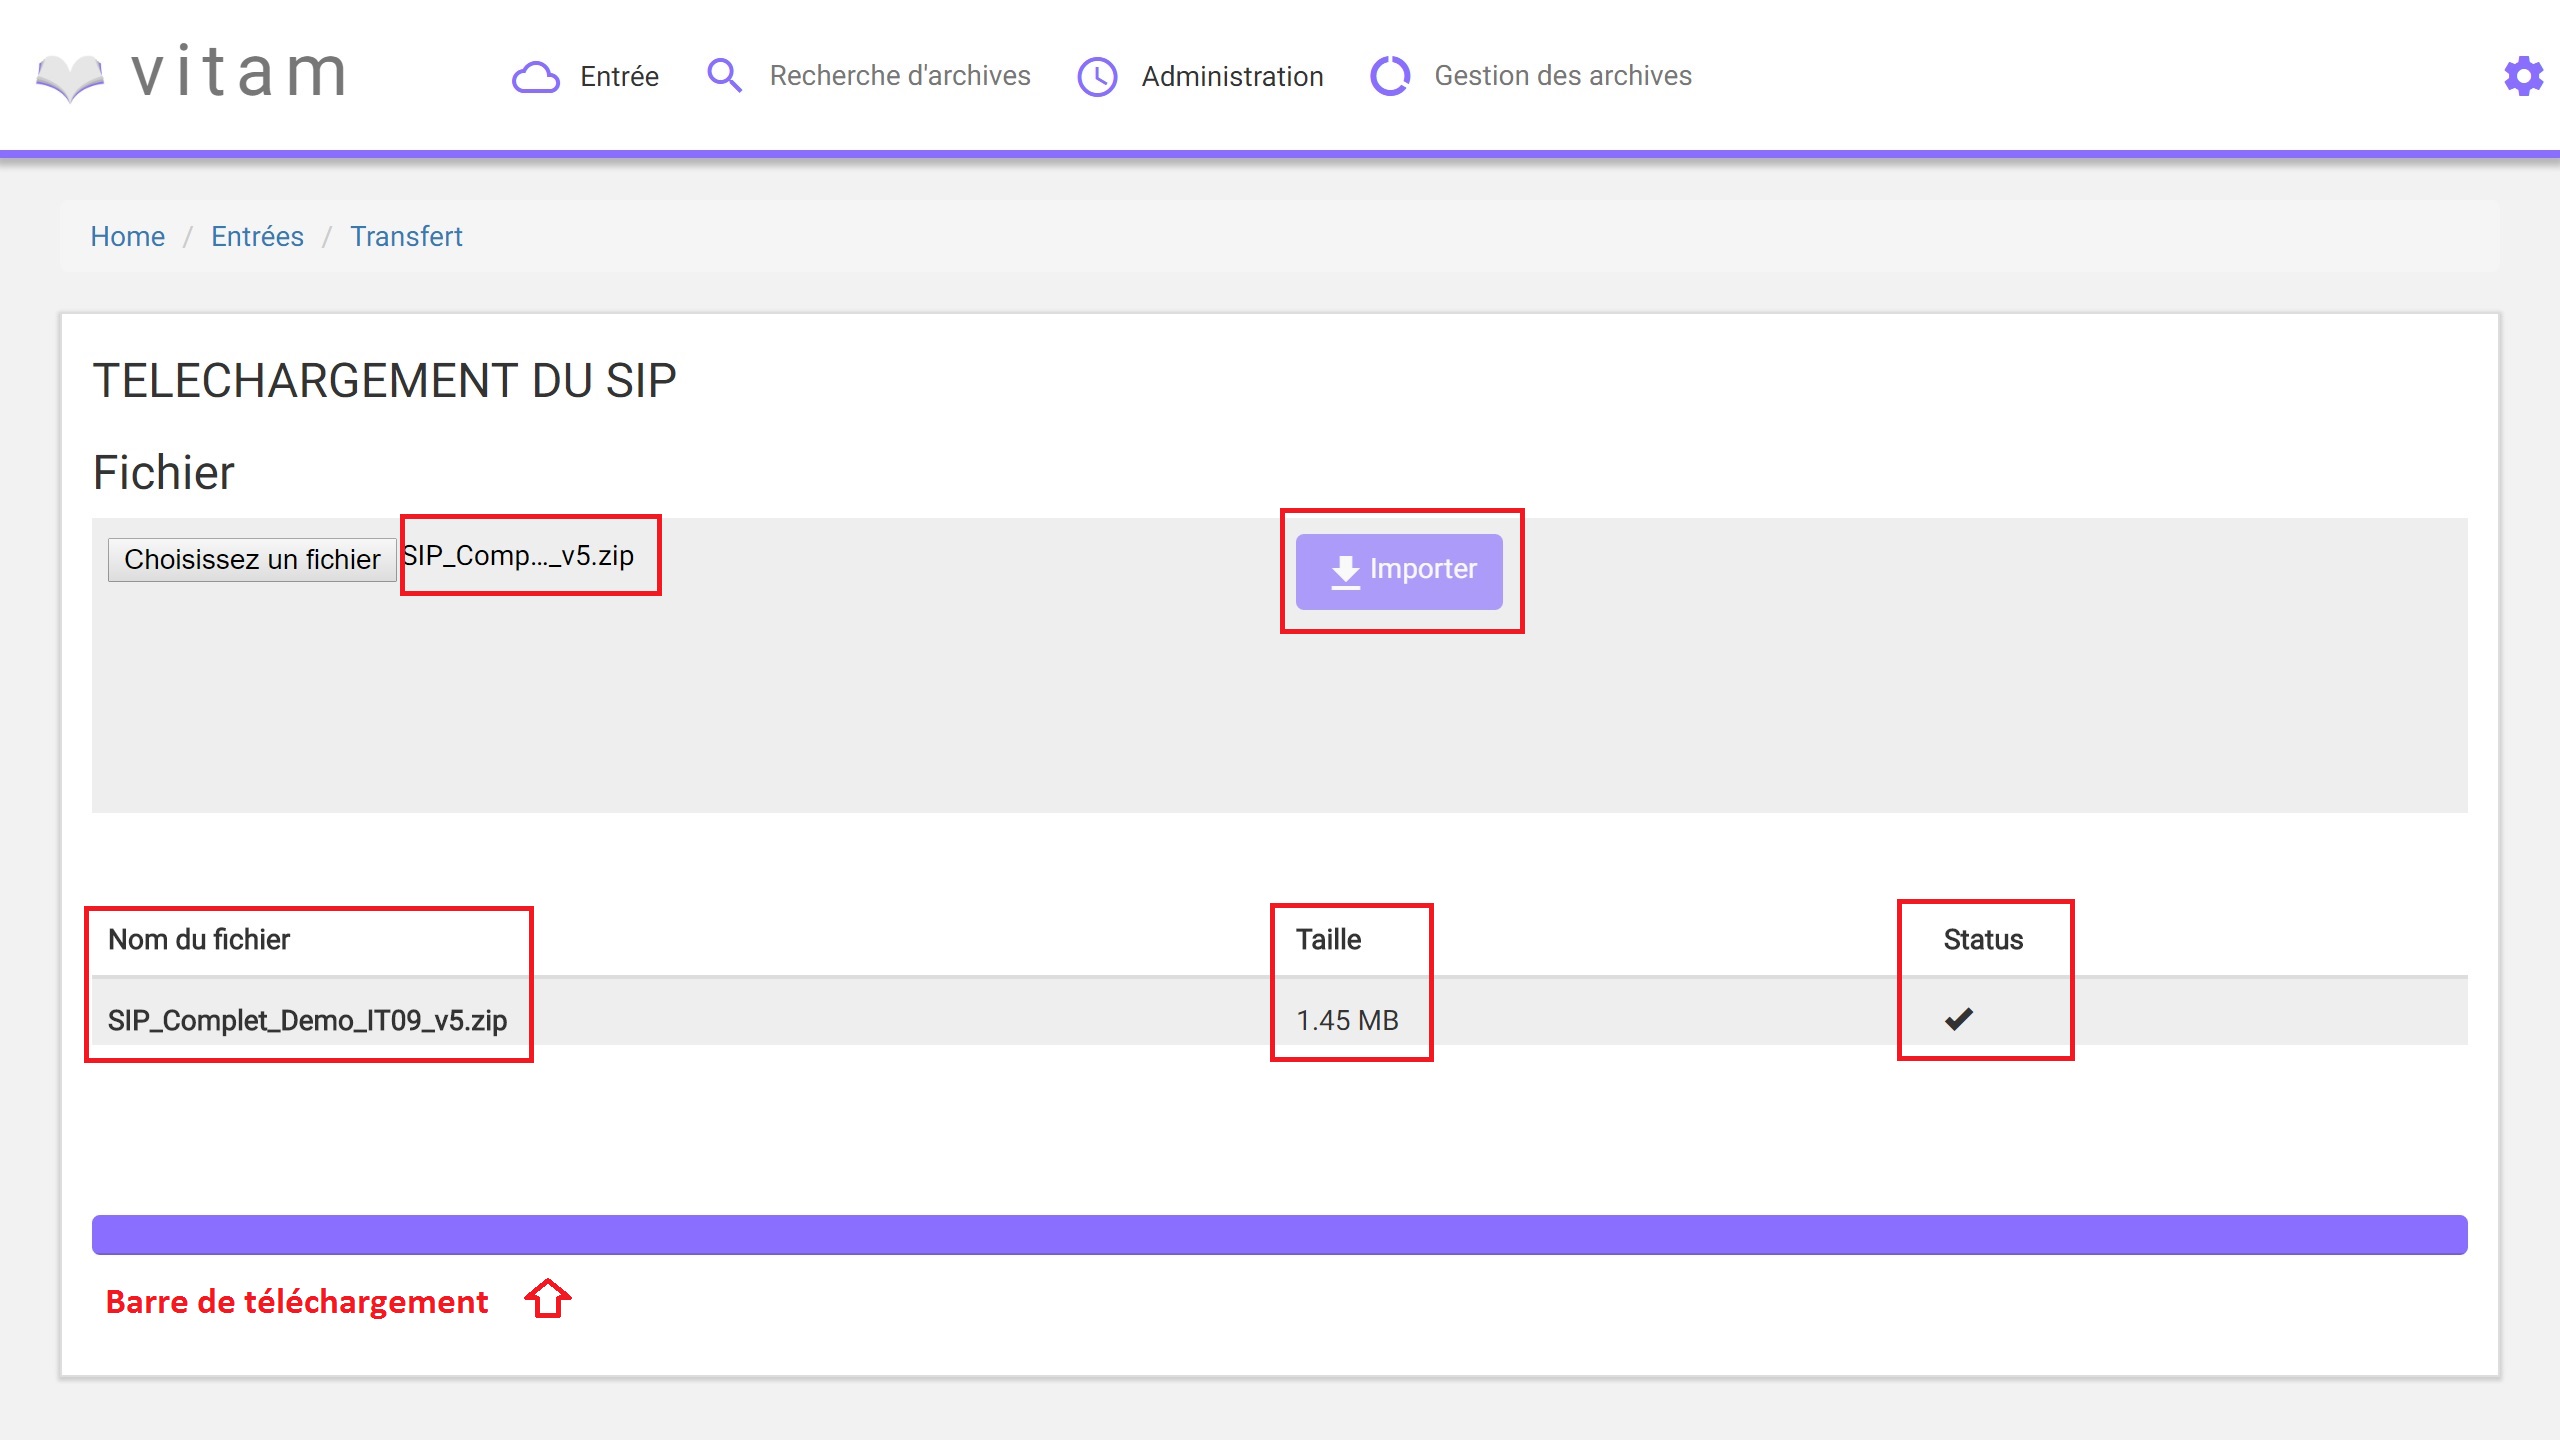 vitam
Entrée Recherche d'archives Administration Gestion des archives
Home / Entrées / Transfert
TELECHARGEMENT DU SIP
Fichier
Choisissez un fichier SIP_Comp..._v5.zip Importer
Nom du fichier Taille Status
SIP_Complet_Demo_IT09_v5.zip 1.45 MB
Barre de téléchargement